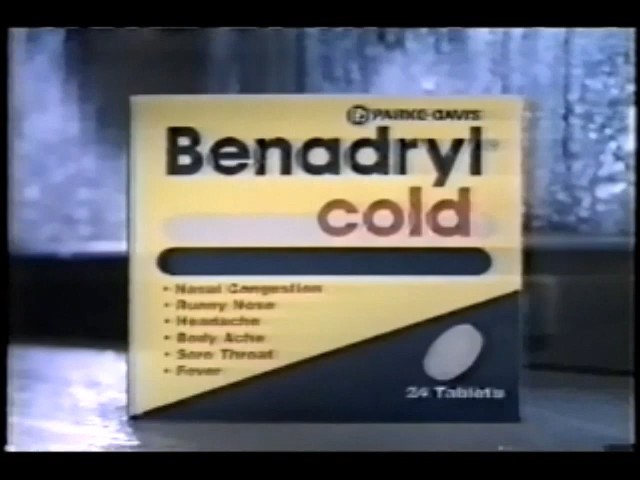 PARKE-DAVIS
Benadryl
cold
• Nasal Congestion
• Runny Nose
• Headache
• Body Ache
• Sore Throat
• Fever
24 Tablets